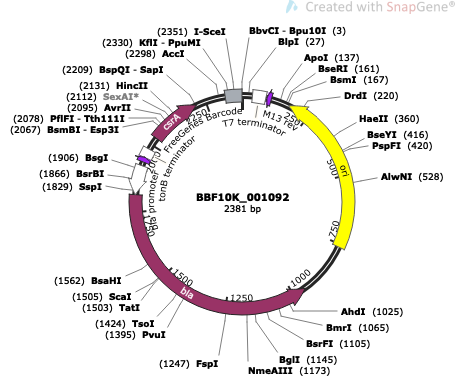 Created with SnapGene®
(2351) I-SceI
(2330) KflI - PpuMI
(2298) AccI
(2209) BspQI - SapI
(2131) HincII
(2112) SexAI*
(2095) AvrII
(2078) PflFI - Tth111I
(2067) BsmBI - Esp3I
(1906) BsgI
(1866) BsrBI
(1829) SspI
BbvCI - Bpu10I (3)
BlpI (27)
ApoI (137)
BseRI (161)
BsmI (167)
DrdI (220)
HaeII (360)
BseYI (416)
PspFI (420)
AlwNI (528)
csrA
FreeGenes Barcode
T7 terminator
M13 rev
tonB terminator
bla promoter
ori
250
500
750
1000
1250
1500
BBF10K_001092
2381 bp
bla
(1562) BsaHI
(1505) ScaI
(1503) TatI
(1424) TsoI
(1395) PvuI
(1247) FspI
AhdI (1025)
BmrI (1065)
BsrFI (1105)
BglI (1145)
NmeAIII (1173)